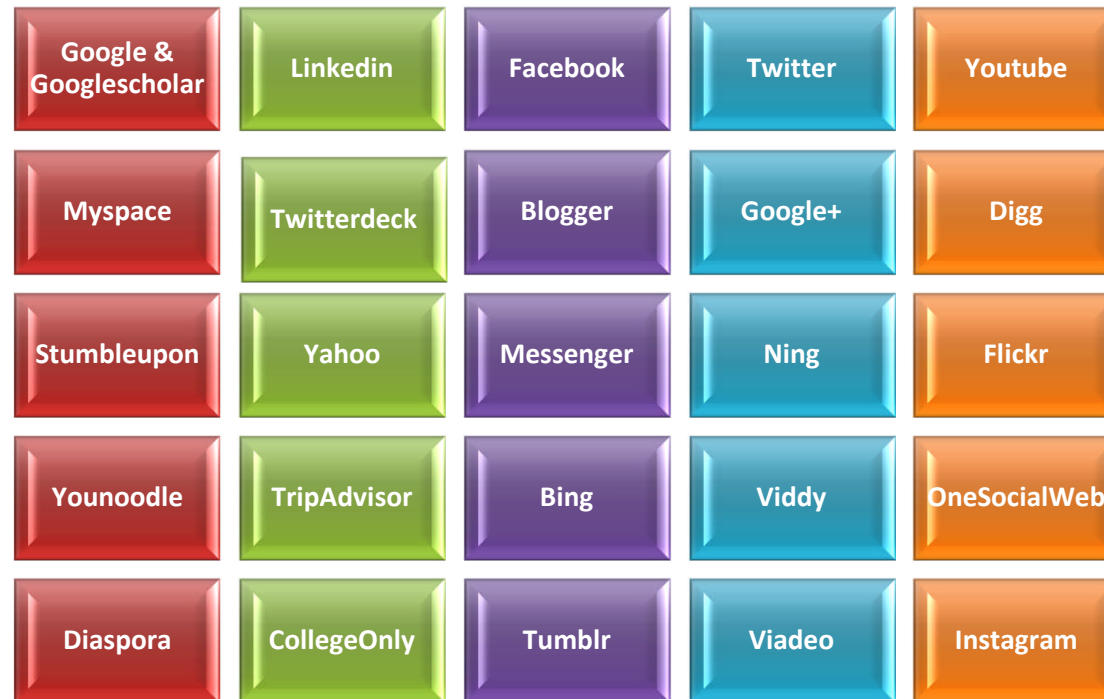 Google &
Googlescholar
Linkedin
Facebook
Twitter
Youtube
Myspace
Twitterdeck
Blogger
Google+
Digg
Stumbleupon
Yahoo
Messenger
Ning
Flickr
Younoodle
TripAdvisor
Bing
Viddy
OneSocialWeb
Diaspora
CollegeOnly
Tumblr
Viadeo
Instagram